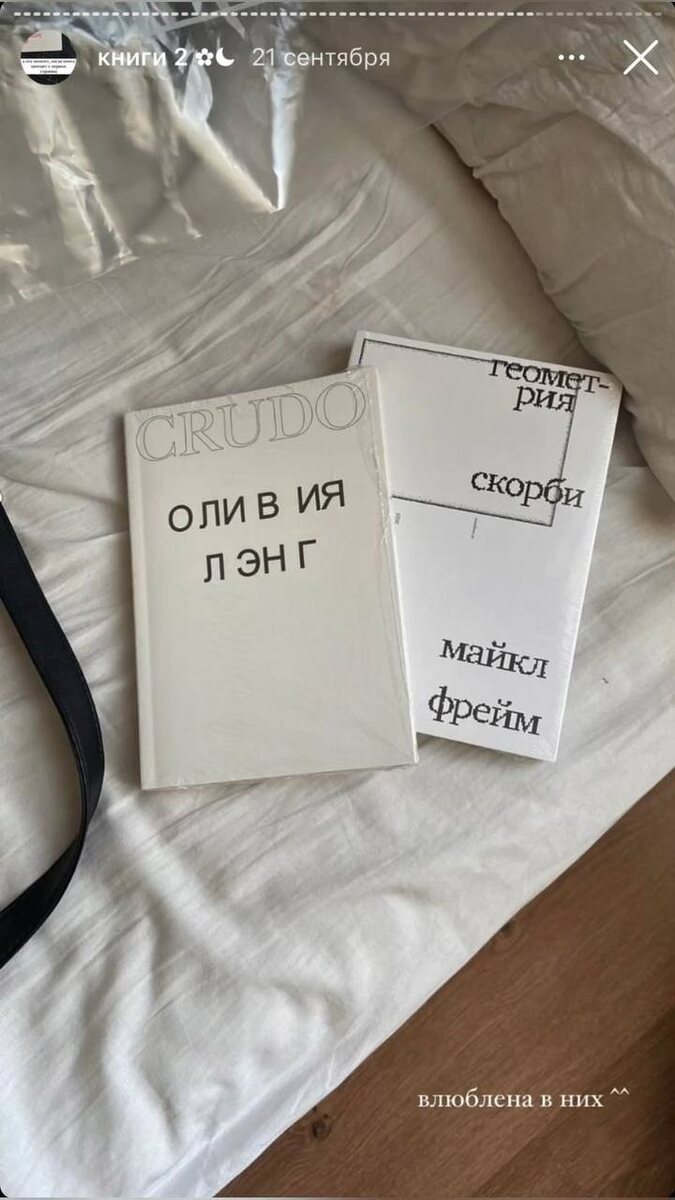 книги 2 ✿☾ 21 сентября
CRUDO
ОЛИВИЯ
ЛЭНГ
геомет-
рия
скорби
майкл
фрейм
влюблена в них ^^